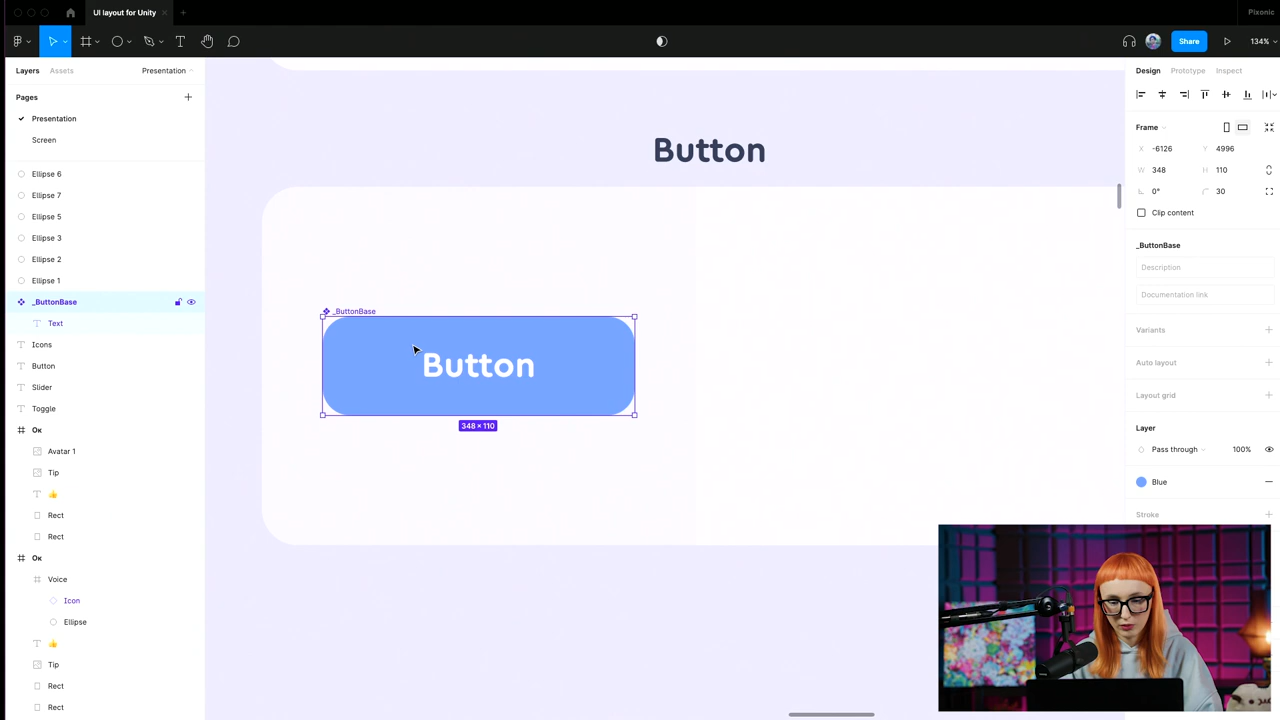 UI layout for Unity
Pixonic
Share
134%
Layers
Assets
Presentation
Pages
Presentation
Screen
Ellipse 6
Ellipse 7
Ellipse 5
Ellipse 3
Ellipse 2
Ellipse 1
_ButtonBase
Text
Icons
Button
Slider
Toggle
Ок
Avatar 1
Tip
👍
Rect
Rect
Ок
Voice
Icon
Ellipse
👍
Tip
Rect
Rect
Button
_ButtonBase
Button
348 × 110
Design
Prototype
Inspect
Frame
X -6126 Y 4996
W 348 H 110
0° 30
Clip content
_ButtonBase
Description
Documentation link
Variants
Auto layout
Layout grid
Layer
Pass through 100%
Blue
Stroke